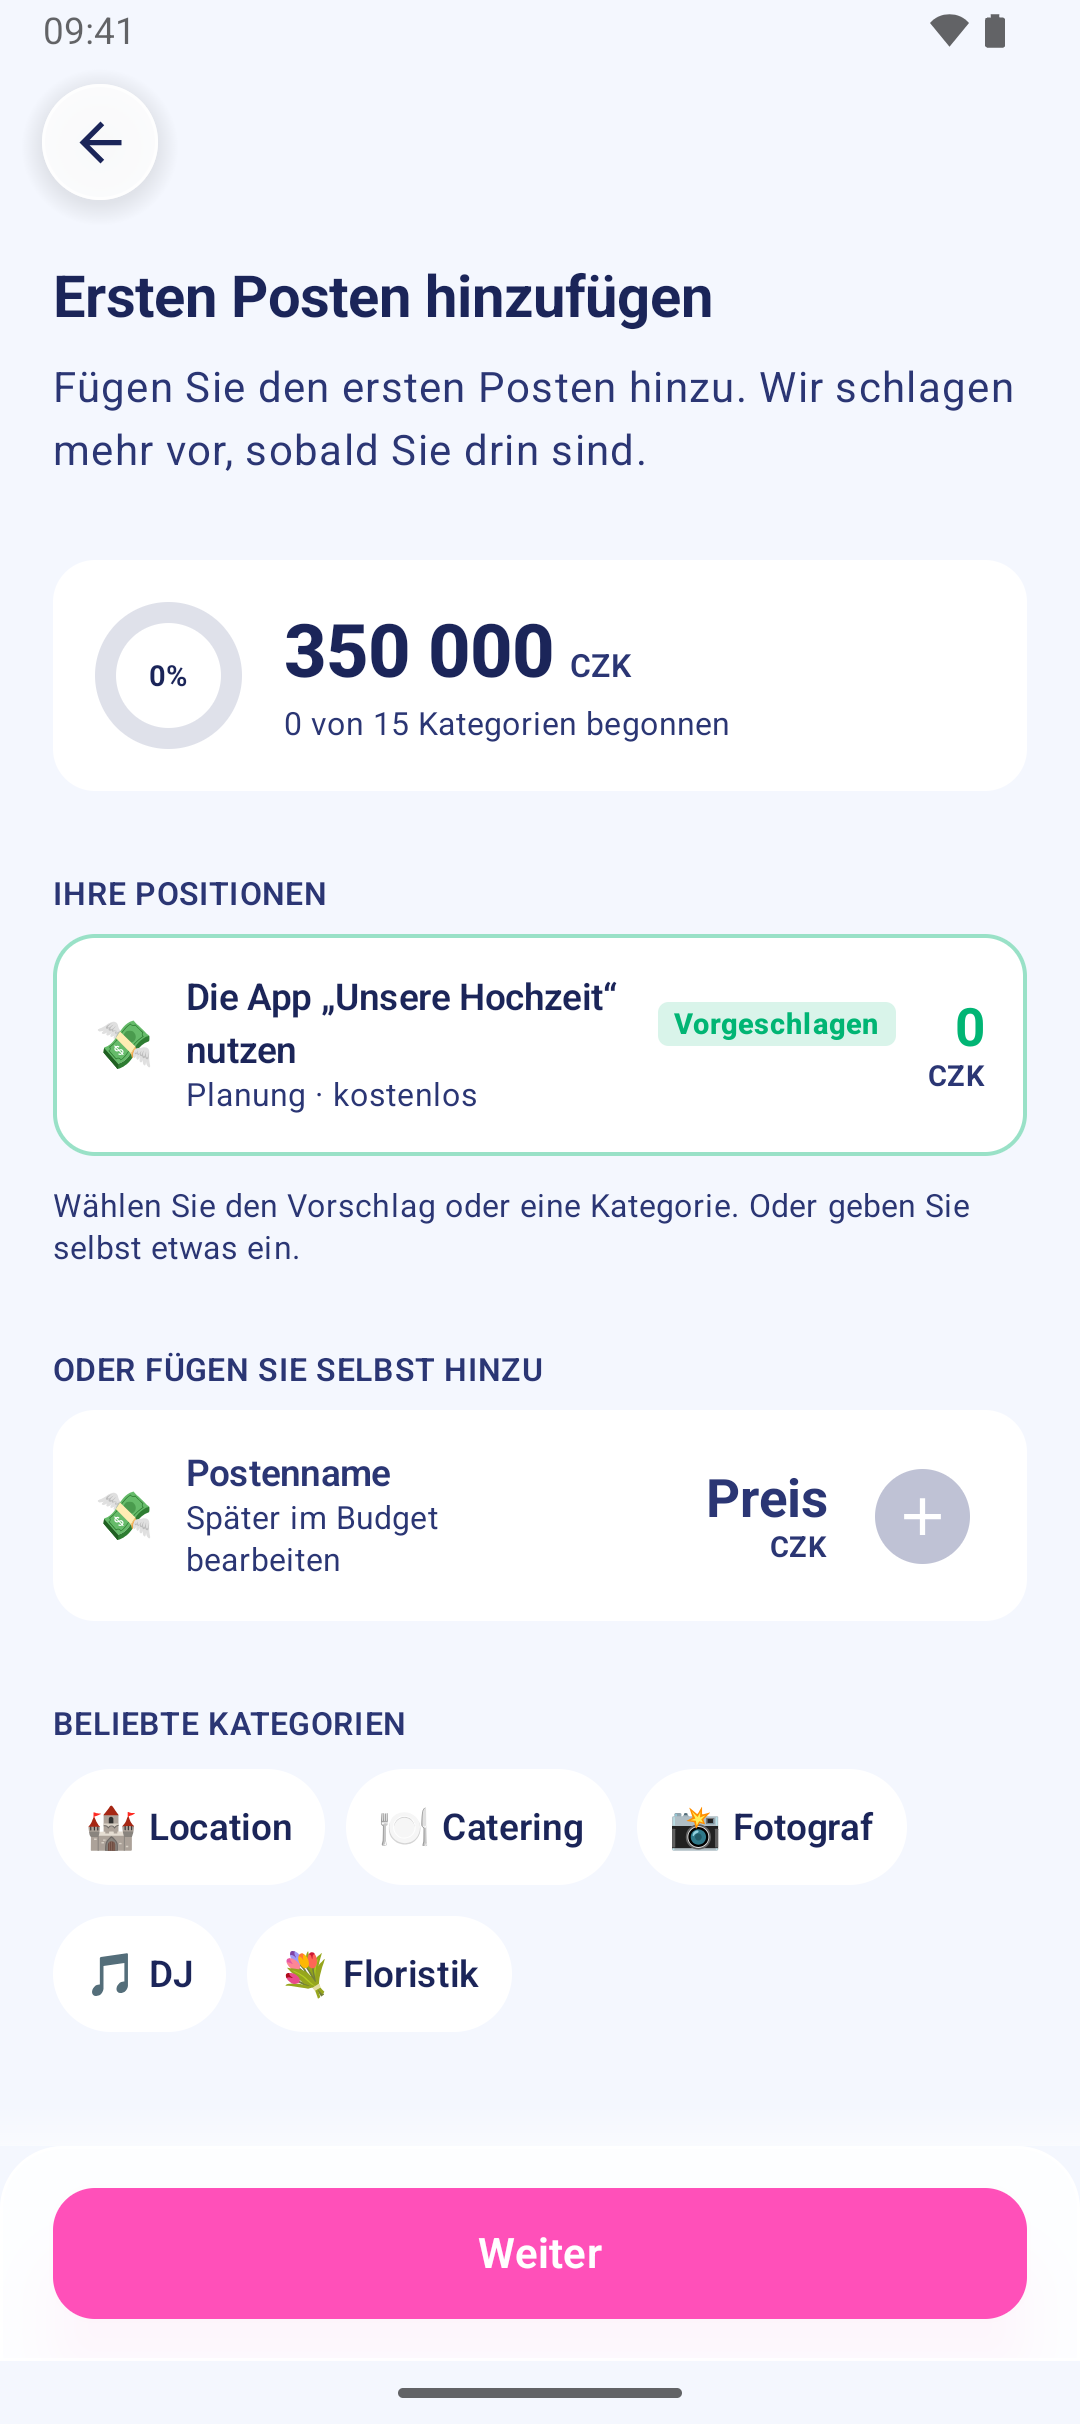 09:41
Ersten Posten hinzufügen
Fügen Sie den ersten Posten hinzu. Wir schlagen
mehr vor, sobald Sie drin sind.
0%
350 000 CZK
0 von 15 Kategorien begonnen
IHRE POSITIONEN
Die App „Unsere Hochzeit“
nutzen
Planung · kostenlos
Vorgeschlagen
0
CZK
Wählen Sie den Vorschlag oder eine Kategorie. Oder geben Sie
selbst etwas ein.
ODER FÜGEN SIE SELBST HINZU
Postenname
Später im Budget
bearbeiten
Preis
CZK
BELIEBTE KATEGORIEN
Location
Catering
Fotograf
DJ
Floristik
Weiter